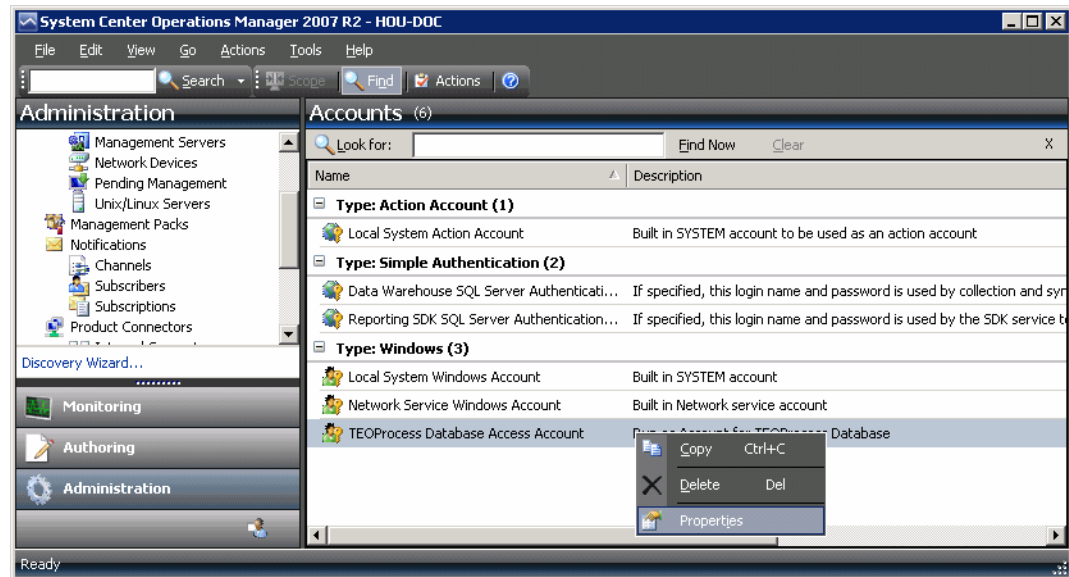 System Center Operations Manager 2007 R2 - HOU-DOC
File Edit View Go Actions Tools Help
Search Scope Find Actions
Administration
Management Servers
Network Devices
Pending Management
Unix/Linux Servers
Management Packs
Notifications
Channels
Subscribers
Subscriptions
Product Connectors
Discovery Wizard...
Monitoring
Authoring
Administration
Accounts (6)
Look for: Find Now Clear X
Name Description
Type: Action Account (1)
Local System Action Account Built in SYSTEM account to be used as an action account
Type: Simple Authentication (2)
Data Warehouse SQL Server Authenticati... If specified, this login name and password is used by collection and syn
Reporting SDK SQL Server Authentication... If specified, this login name and password is used by the SDK service t
Type: Windows (3)
Local System Windows Account Built in SYSTEM account
Network Service Windows Account Built in Network service account
TEOProcess Database Access Account Run as Account for TEOProcess Database
Copy Ctrl+C
Delete Del
Properties
Ready